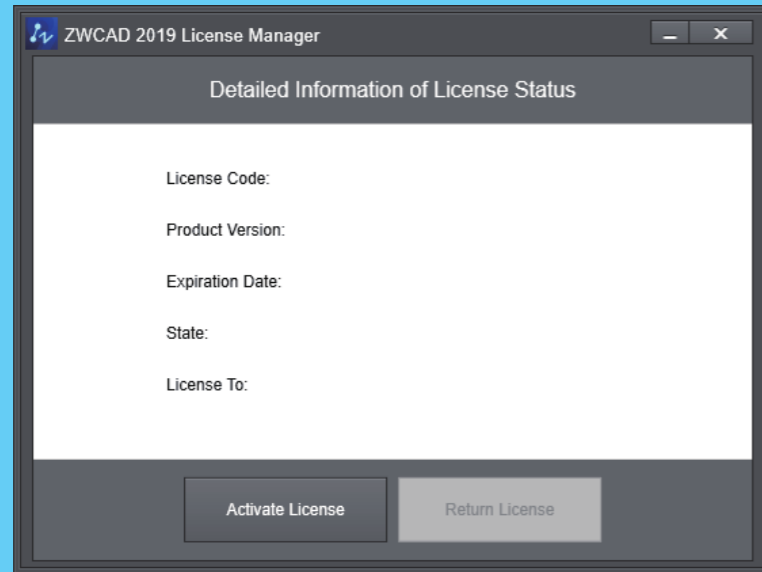 ZWCAD 2019 License Manager
Detailed Information of License Status
License Code:
Product Version:
Expiration Date:
State:
License To:
Activate License
Return License